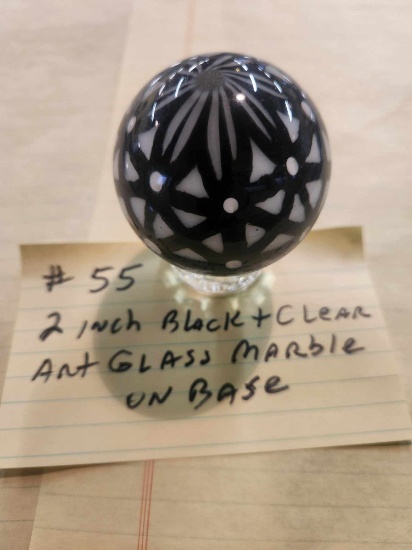 # 55
2 inch Black + Clear
Art Glass Marble
on Base